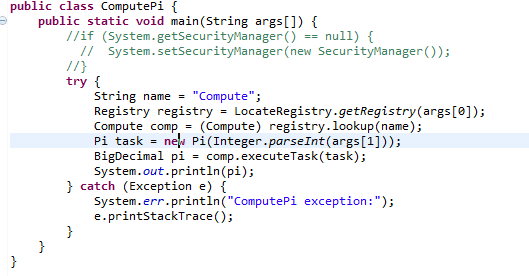 public class ComputePi {
    public static void main(String args[]) {
        //if (System.getSecurityManager() == null) {
          //  System.setSecurityManager(new SecurityManager());
        //}
        try {
            String name = "Compute";
            Registry registry = LocateRegistry.getRegistry(args[0]);
            Compute comp = (Compute) registry.lookup(name);
            Pi task = new Pi(Integer.parseInt(args[1]));
            BigDecimal pi = comp.executeTask(task);
            System.out.println(pi);
        } catch (Exception e) {
            System.err.println("ComputePi exception:");
            e.printStackTrace();
        }
    }
}